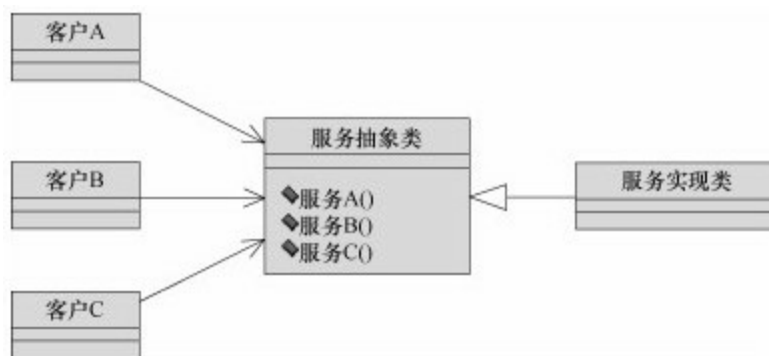 客户A
服务抽象类
服务A()
服务B()
服务C()
客户B
服务实现类
客户C